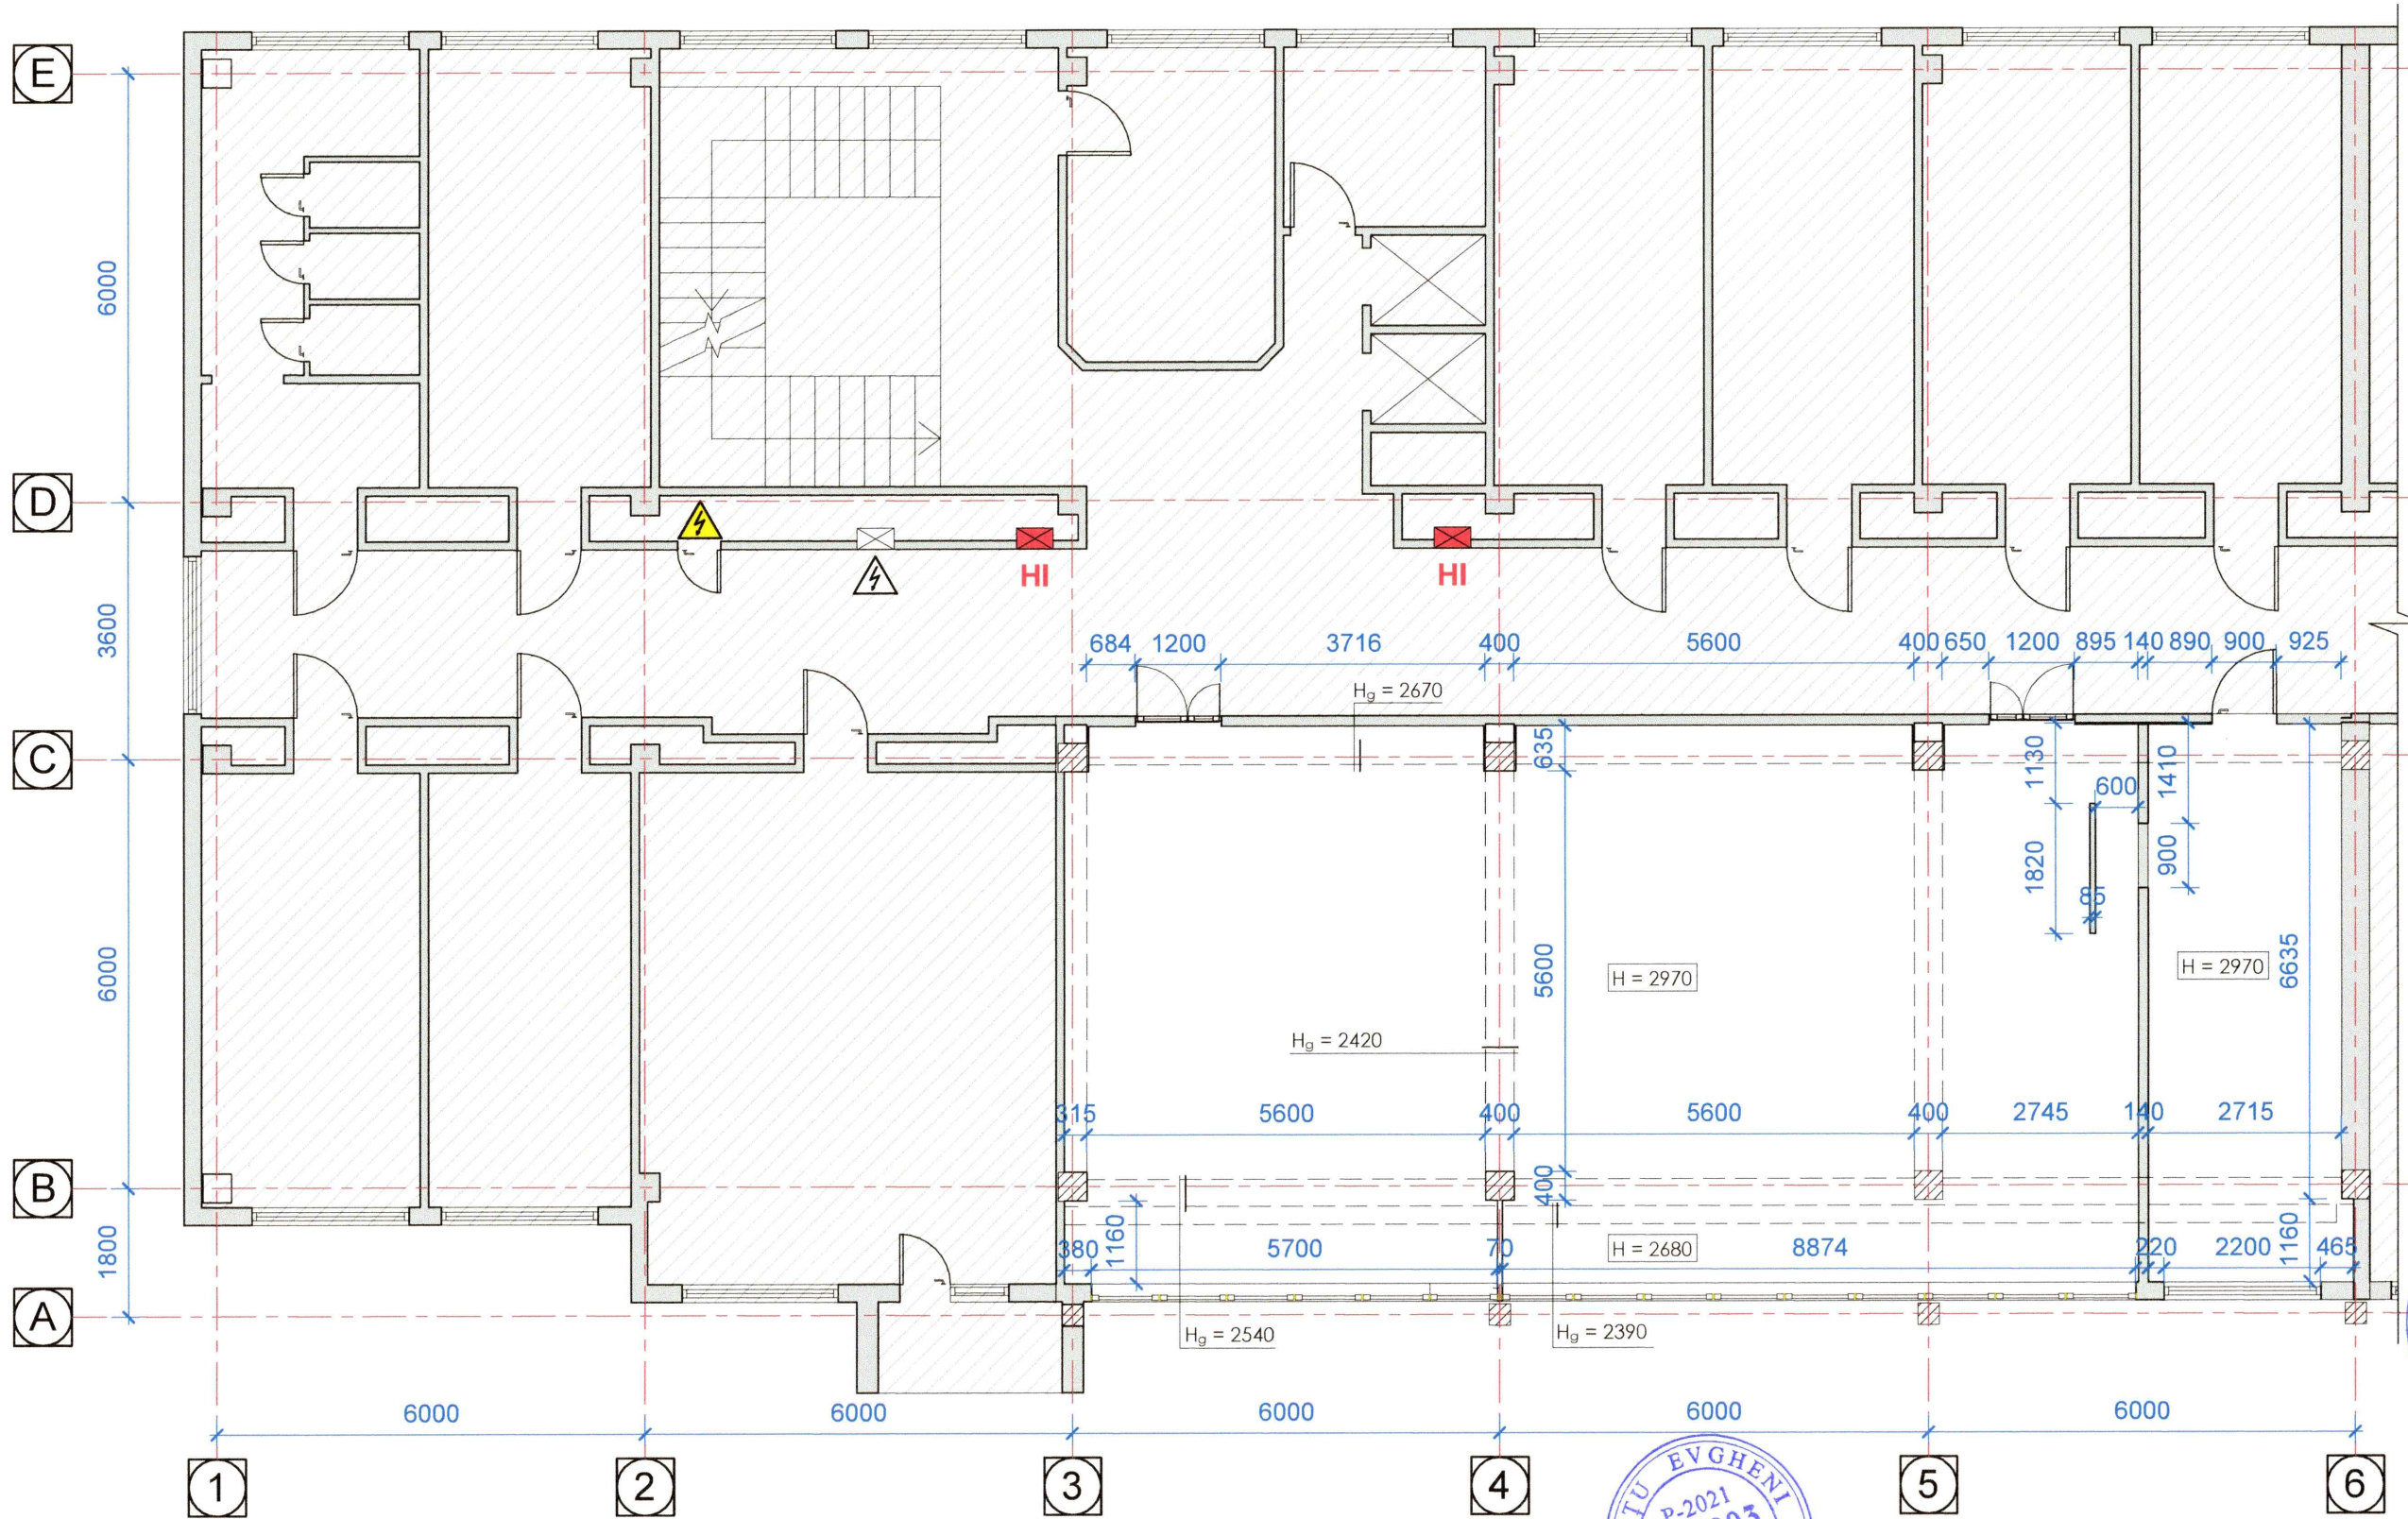 E
6000
D
HI
HI
3600
684 1200 3716 400 5600 400 650 1200 895 140 890 900 925
Hg = 2670
C
635
1130
1410
600
1820
900
85
6000
5600
H = 2970
H = 2970
6635
Hg = 2420
315 5600 400 5600 400 2745 140 2715
B
400
1800
1160
380 5700 70 H = 2680 8874 220 2200 1160 465
A
Hg = 2540
Hg = 2390
6000 6000 6000 6000 6000
1 2 3 4 5 6
EVGHENI
P-2021